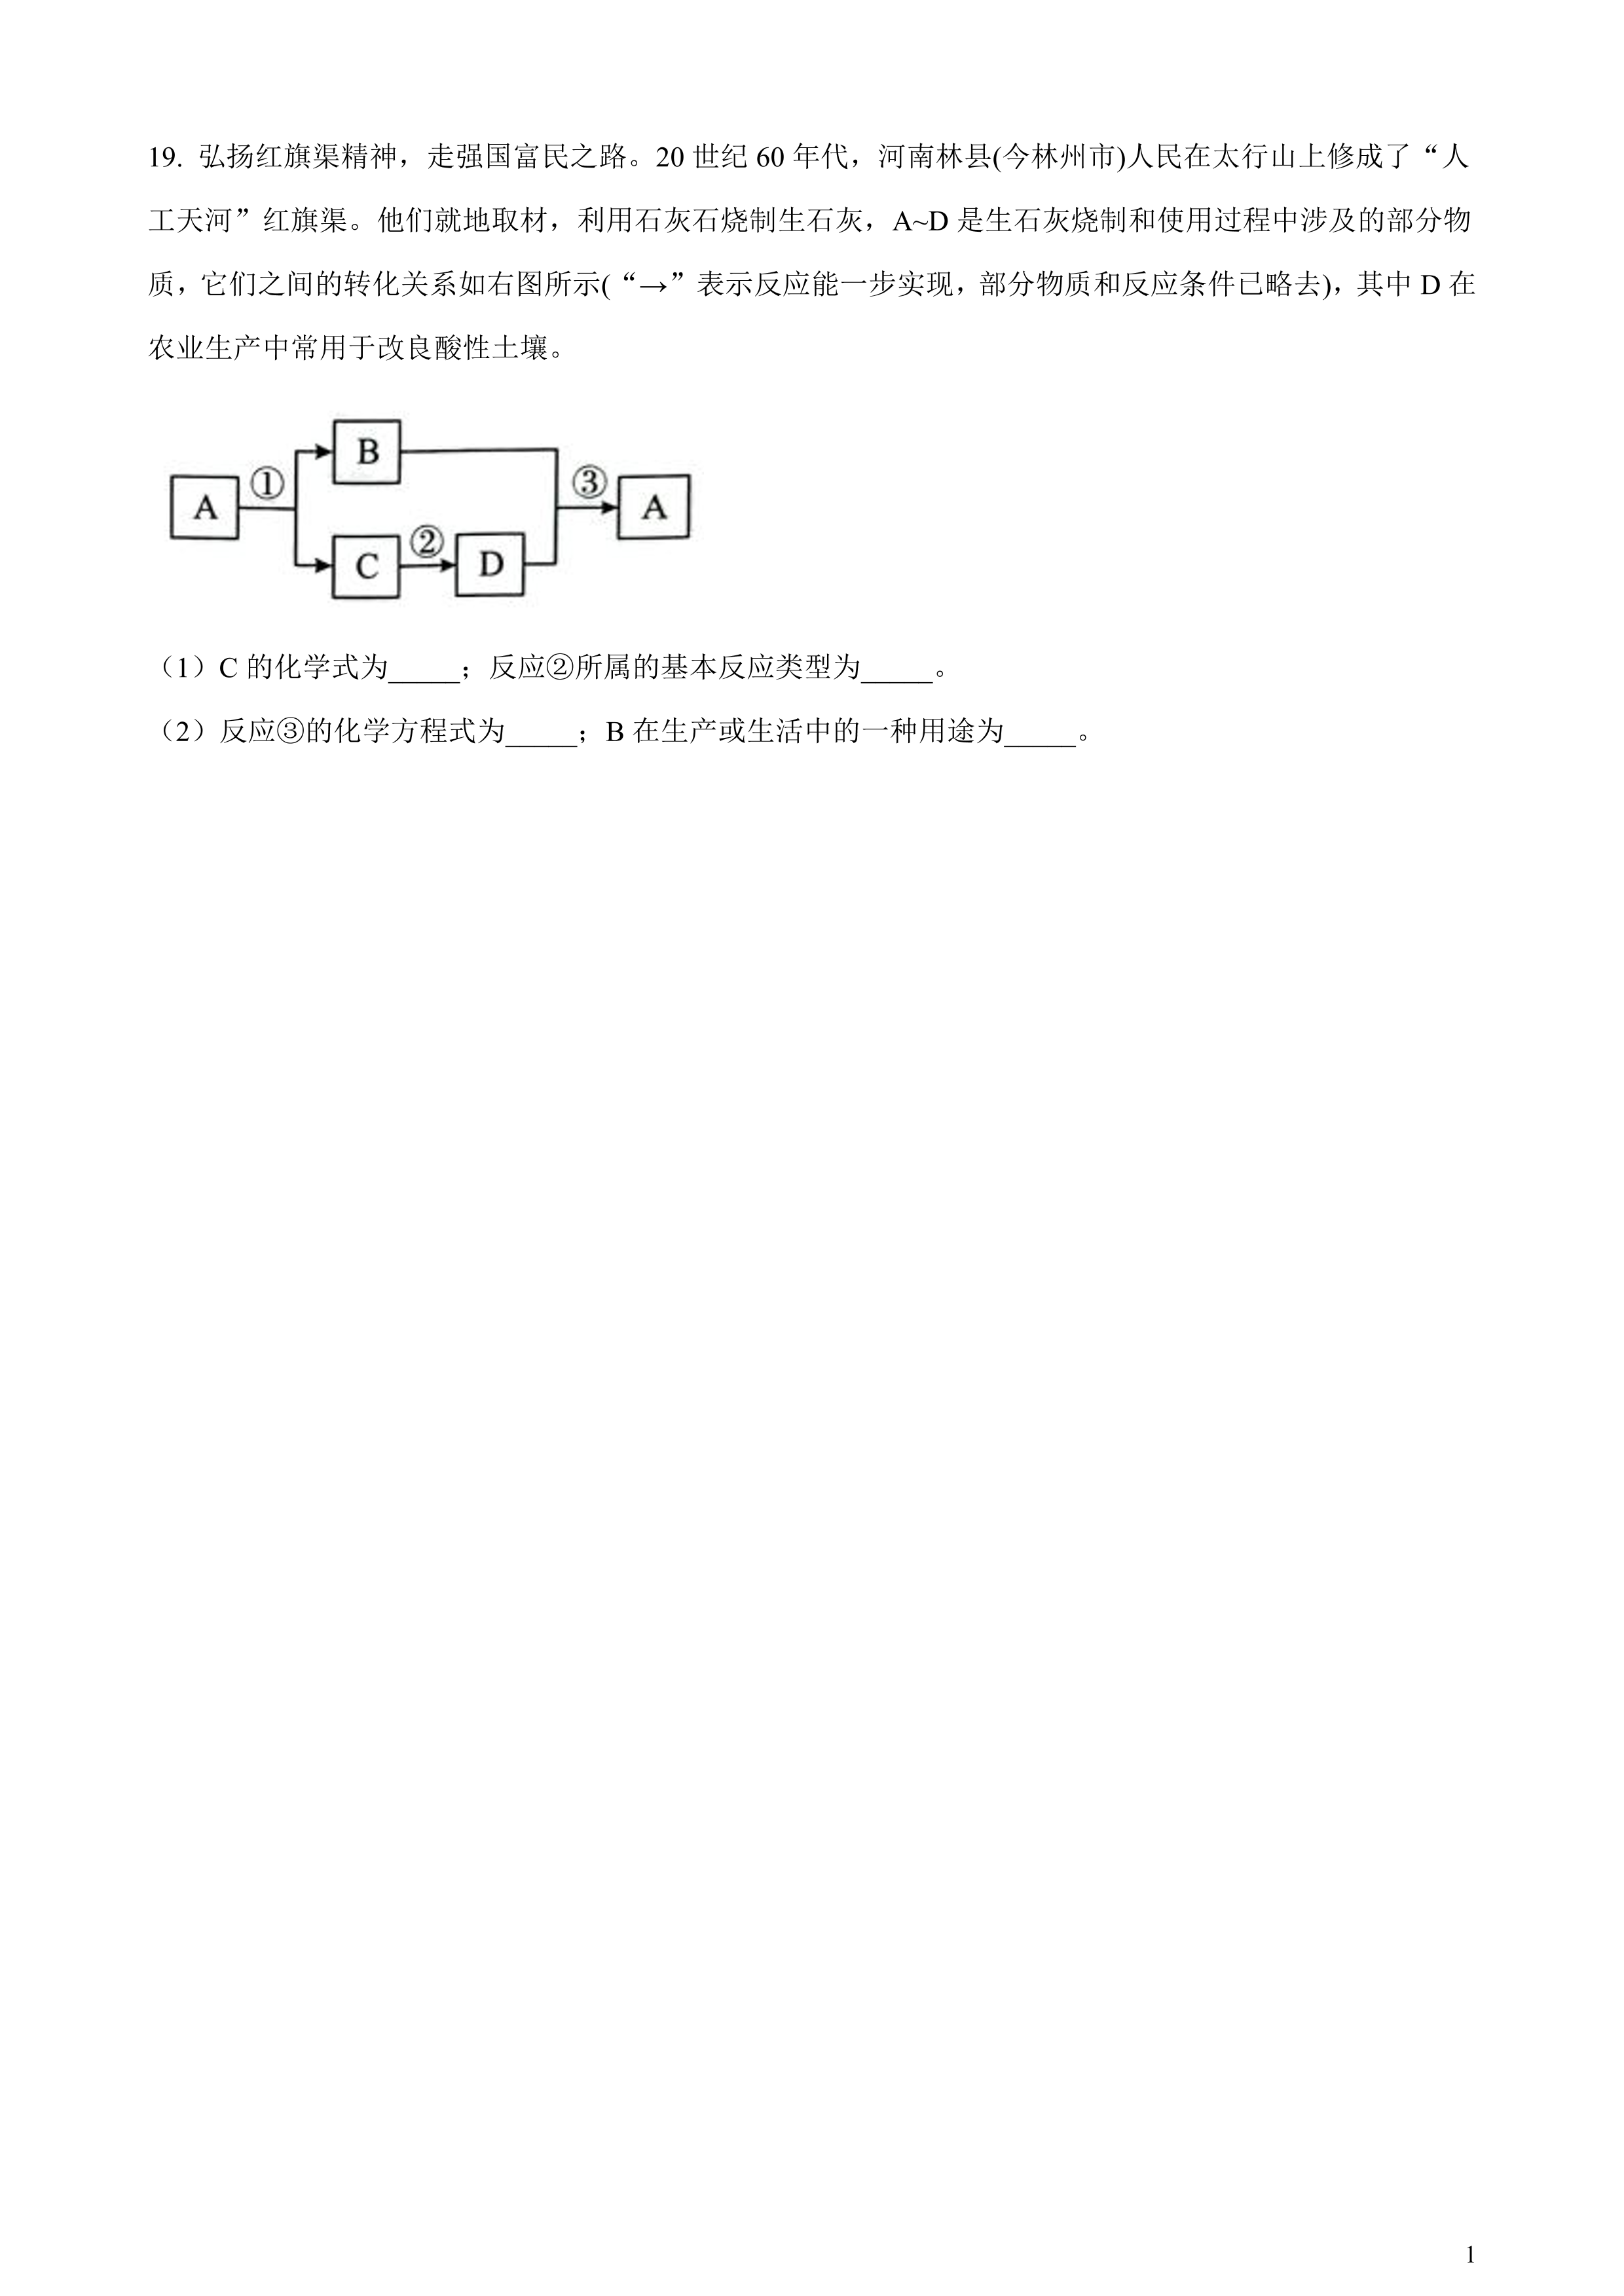 19. 弘扬红旗渠精神，走强国富民之路。20 世纪 60 年代，河南林县(今林州市)人民在太行山上修成了“人
工天河”红旗渠。他们就地取材，利用石灰石烧制生石灰，A~D 是生石灰烧制和使用过程中涉及的部分物
质，它们之间的转化关系如右图所示(“→”表示反应能一步实现，部分物质和反应条件已略去)，其中 D 在
农业生产中常用于改良酸性土壤。
B
① ③
A A
②
C D
（1）C 的化学式为_____；反应②所属的基本反应类型为_____。
（2）反应③的化学方程式为_____；B 在生产或生活中的一种用途为_____。
1